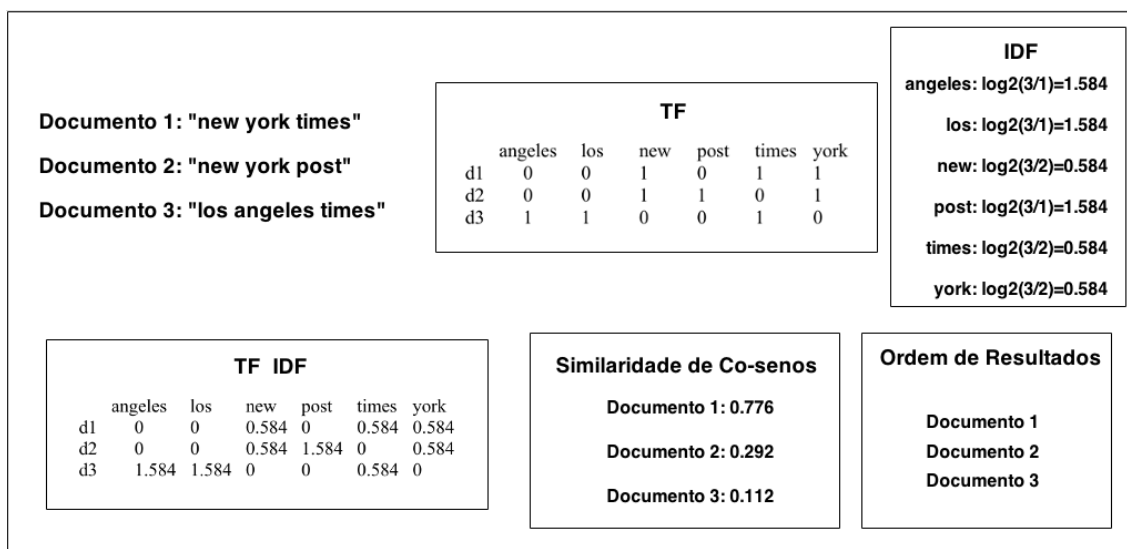 Documento 1: "new york times"
Documento 2: "new york post"
Documento 3: "los angeles times"
TF
angeles los new post times york
d1 0 0 1 0 1 1
d2 0 0 1 1 0 1
d3 1 1 0 0 1 0
IDF
angeles: log2(3/1)=1.584
los: log2(3/1)=1.584
new: log2(3/2)=0.584
post: log2(3/1)=1.584
times: log2(3/2)=0.584
york: log2(3/2)=0.584
TF IDF
angeles los new post times york
d1 0 0 0.584 0 0.584 0.584
d2 0 0 0.584 1.584 0 0.584
d3 1.584 1.584 0 0 0.584 0
Similaridade de Co-senos
Documento 1: 0.776
Documento 2: 0.292
Documento 3: 0.112
Ordem de Resultados
Documento 1
Documento 2
Documento 3